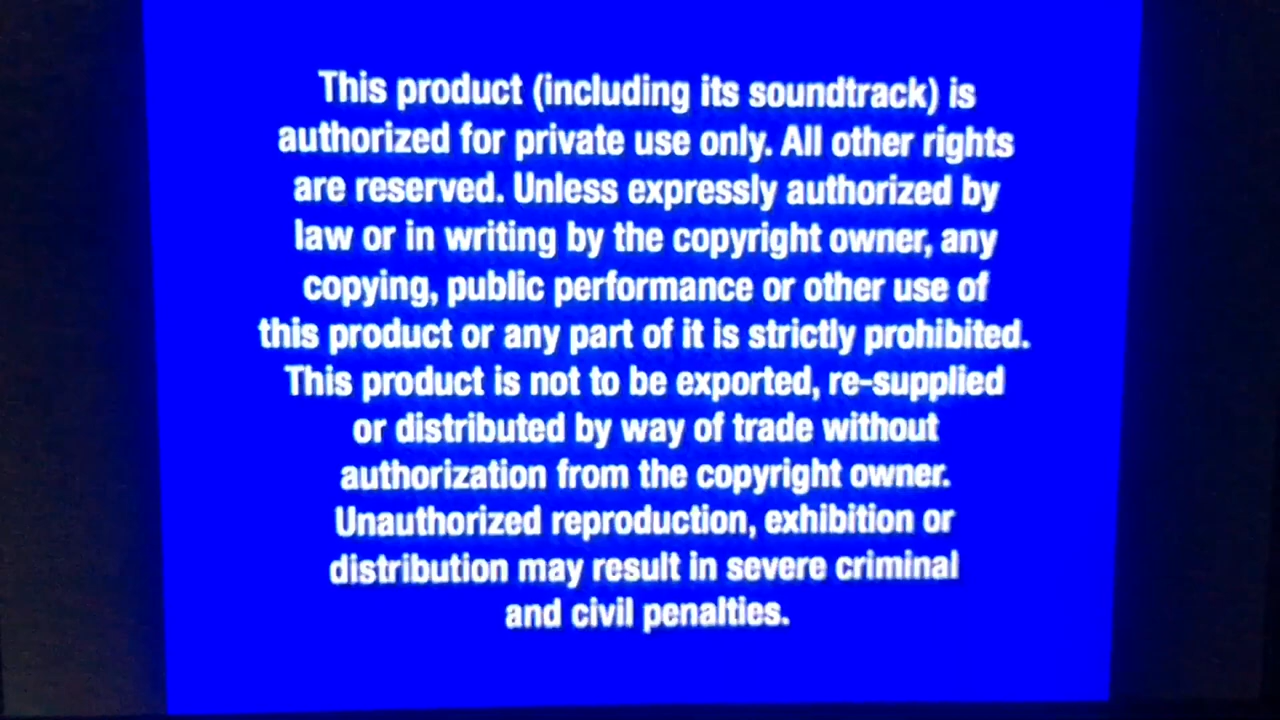 This product (including its soundtrack) is
authorized for private use only. All other rights
are reserved. Unless expressly authorized by
law or in writing by the copyright owner, any
copying, public performance or other use of
this product or any part of it is strictly prohibited.
This product is not to be exported, re-supplied
or distributed by way of trade without
authorization from the copyright owner.
Unauthorized reproduction, exhibition or
distribution may result in severe criminal
and civil penalties.